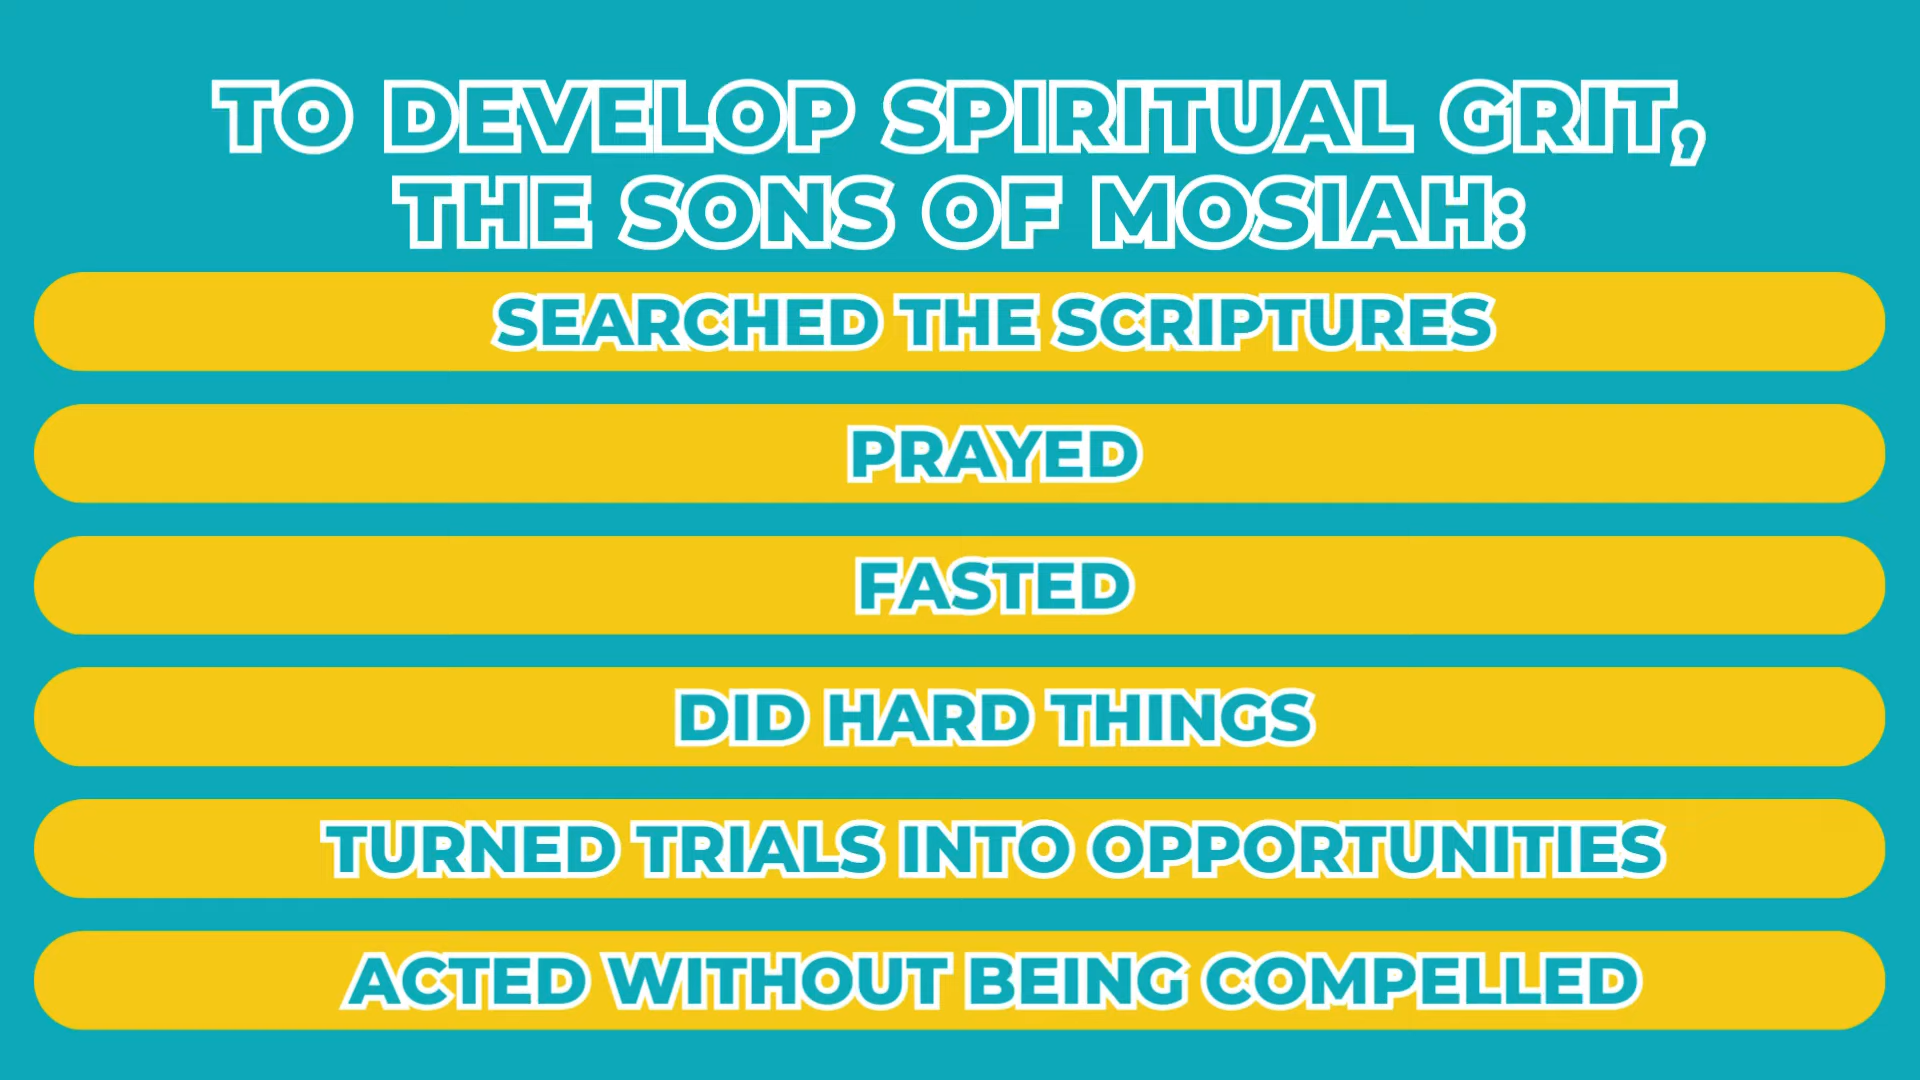 TO DEVELOP SPIRITUAL GRIT,
THE SONS OF MOSIAH:
SEARCHED THE SCRIPTURES
PRAYED
FASTED
DID HARD THINGS
TURNED TRIALS INTO OPPORTUNITIES
ACTED WITHOUT BEING COMPELLED